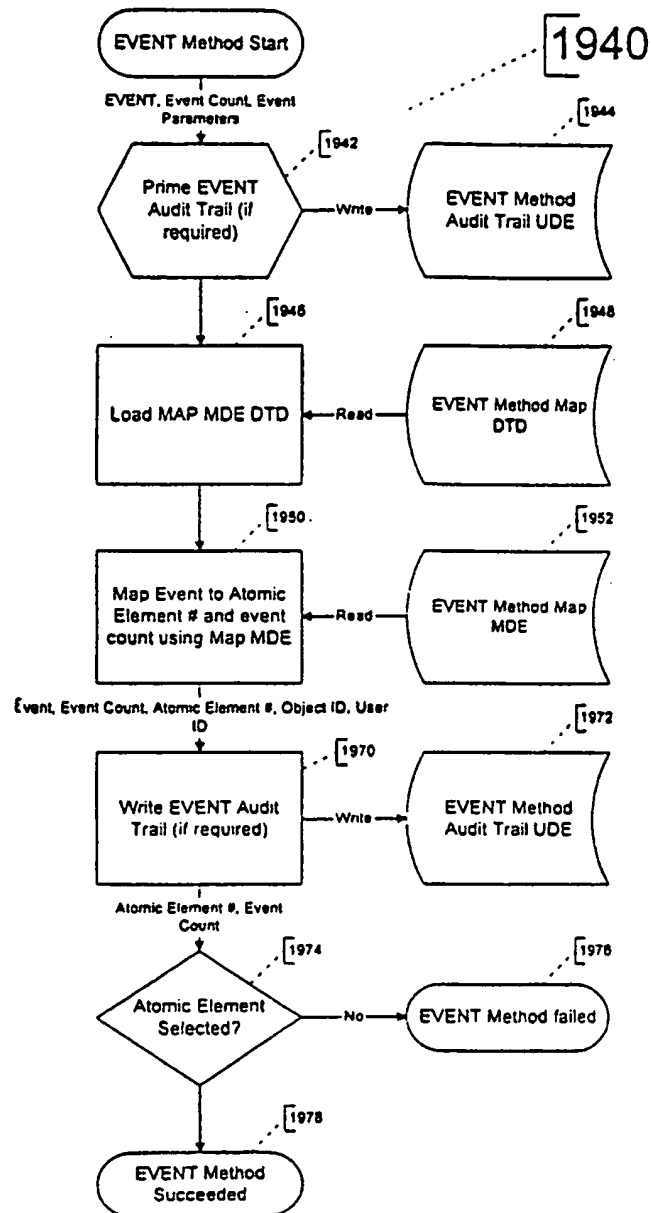 EVENT Method Start
1940
EVENT, Event Count, Event
Parameters
1942
1944
Prime EVENT
Audit Trail (if
required)
Write
EVENT Method
Audit Trail UDE
1946
1948
Load MAP MDE DTD
Read
EVENT Method Map
DTD
1950
1952
Map Event to Atomic
Element # and event
count using Map MDE
Read
EVENT Method Map
MDE
Event, Event Count, Atomic Element #, Object ID, User
ID
1970
1972
Write EVENT Audit
Trail (if required)
Write
EVENT Method
Audit Trail UDE
Atomic Element #, Event
Count
1974
1976
Atomic Element
Selected?
No
EVENT Method failed
1978
EVENT Method
Succeeded